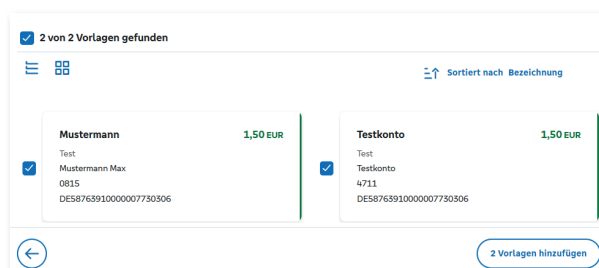 2 von 2 Vorlagen gefunden
Sortiert nach Bezeichnung
Mustermann 1,50 EUR
Test
Mustermann Max
0815
DE58763910000007730306
Testkonto 1,50 EUR
Test
Testkonto
4711
DE58763910000007730306
2 Vorlagen hinzufügen